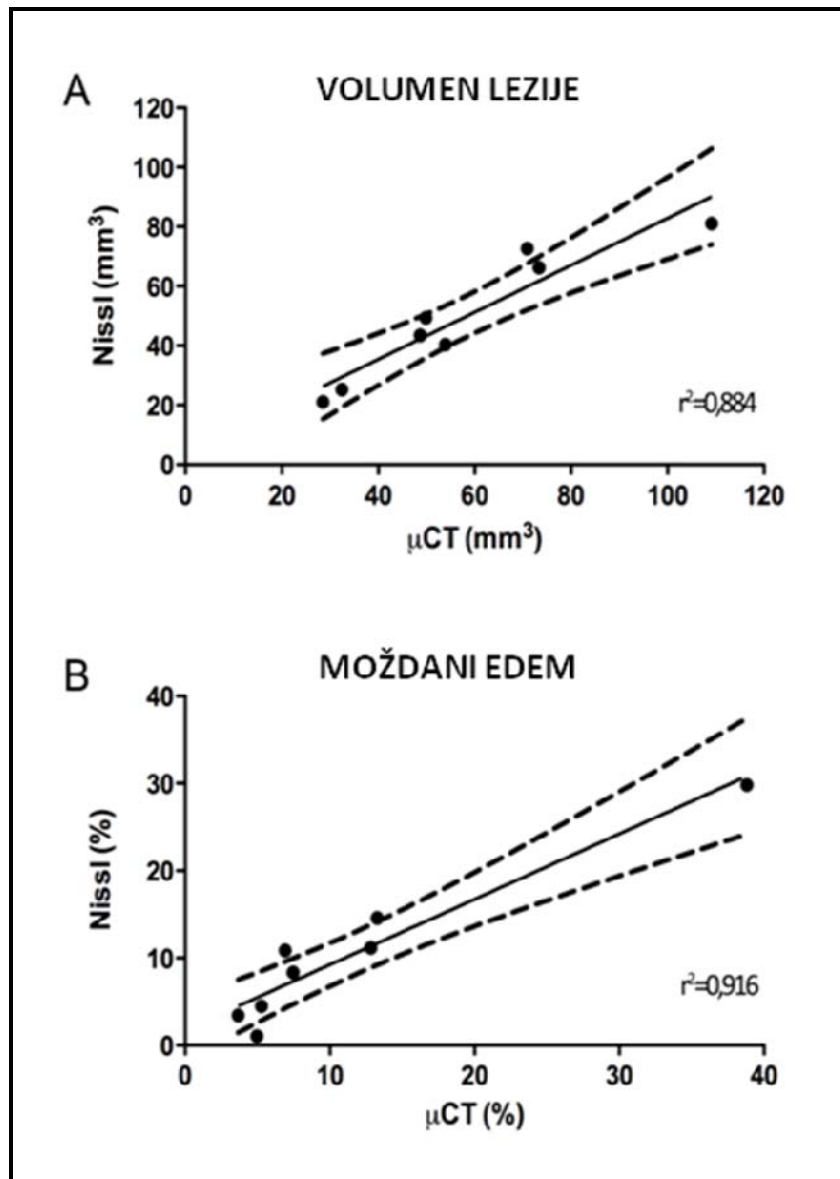 A
VOLUMEN LEZIJE
120
100
80
60
40
20
0
Nissl (mm³)
0 20 40 60 80 100 120
µCT (mm³)
r²=0,884
B
MOŽDANI EDEM
40
30
20
10
0
Nissl (%)
0 10 20 30 40
µCT (%)
r²=0,916